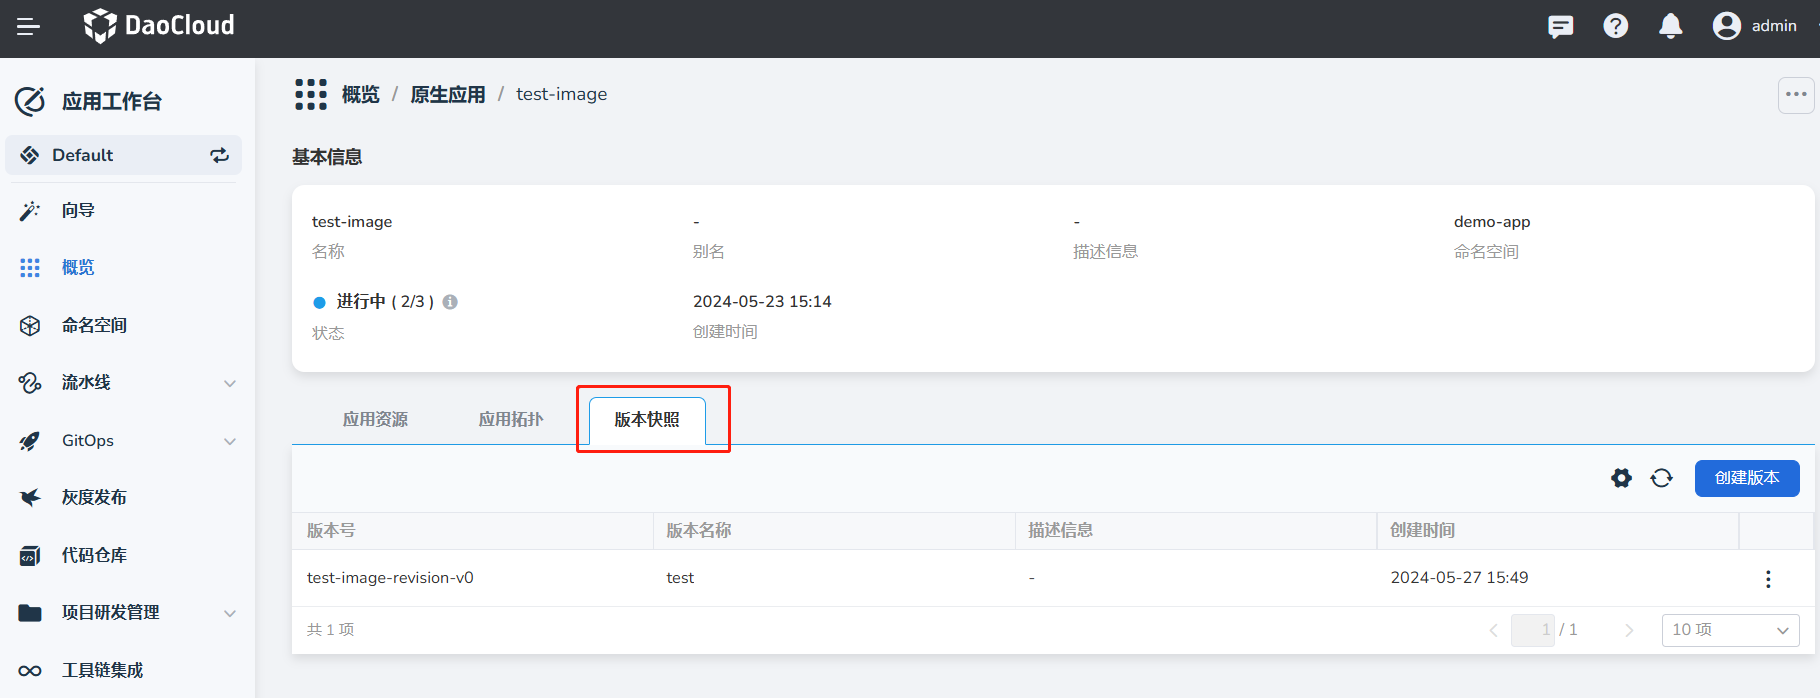 DaoCloud
admin
应用工作台
Default
向导
概览
命名空间
流水线
GitOps
灰度发布
代码仓库
项目研发管理
工具链集成
概览 / 原生应用 / test-image
基本信息
test-image
名称
-
别名
-
描述信息
demo-app
命名空间
进行中 ( 2/3 )
状态
2024-05-23 15:14
创建时间
应用资源 应用拓扑 版本快照
创建版本
版本号 版本名称 描述信息 创建时间
test-image-revision-v0 test - 2024-05-27 15:49
共 1 项
1 / 1
10 项